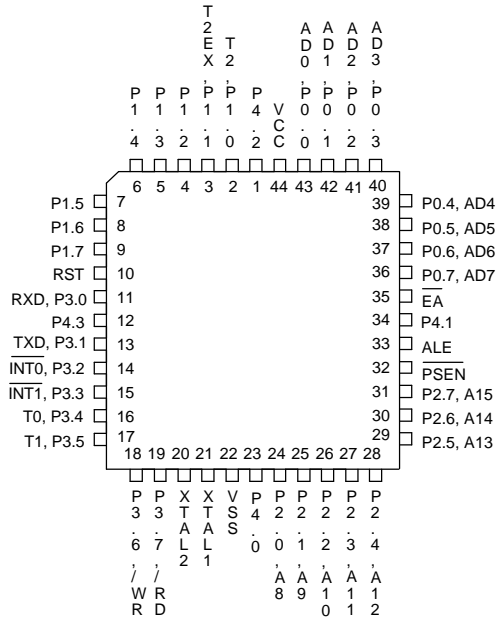 P1.4
P1.3
P1.2
T2EX, P1.1
T2, P1.0
P4.2
VCC
AD0, P0.0
AD1, P0.1
AD2, P0.2
AD3, P0.3
6 5 4 3 2 1 44 43 42 41 40
P1.5 7
P1.6 8
P1.7 9
RST 10
RXD, P3.0 11
P4.3 12
TXD, P3.1 13
INT0, P3.2 14
INT1, P3.3 15
T0, P3.4 16
T1, P3.5 17
39 P0.4, AD4
38 P0.5, AD5
37 P0.6, AD6
36 P0.7, AD7
35 EA
34 P4.1
33 ALE
32 PSEN
31 P2.7, A15
30 P2.6, A14
29 P2.5, A13
18 19 20 21 22 23 24 25 26 27 28
P3.6, /WR
P3.7, /RD
XTAL2
XTAL1
VSS
P4.0
P2.0, A8
P2.1, A9
P2.2, A10
P2.3, A11
P2.4, A12